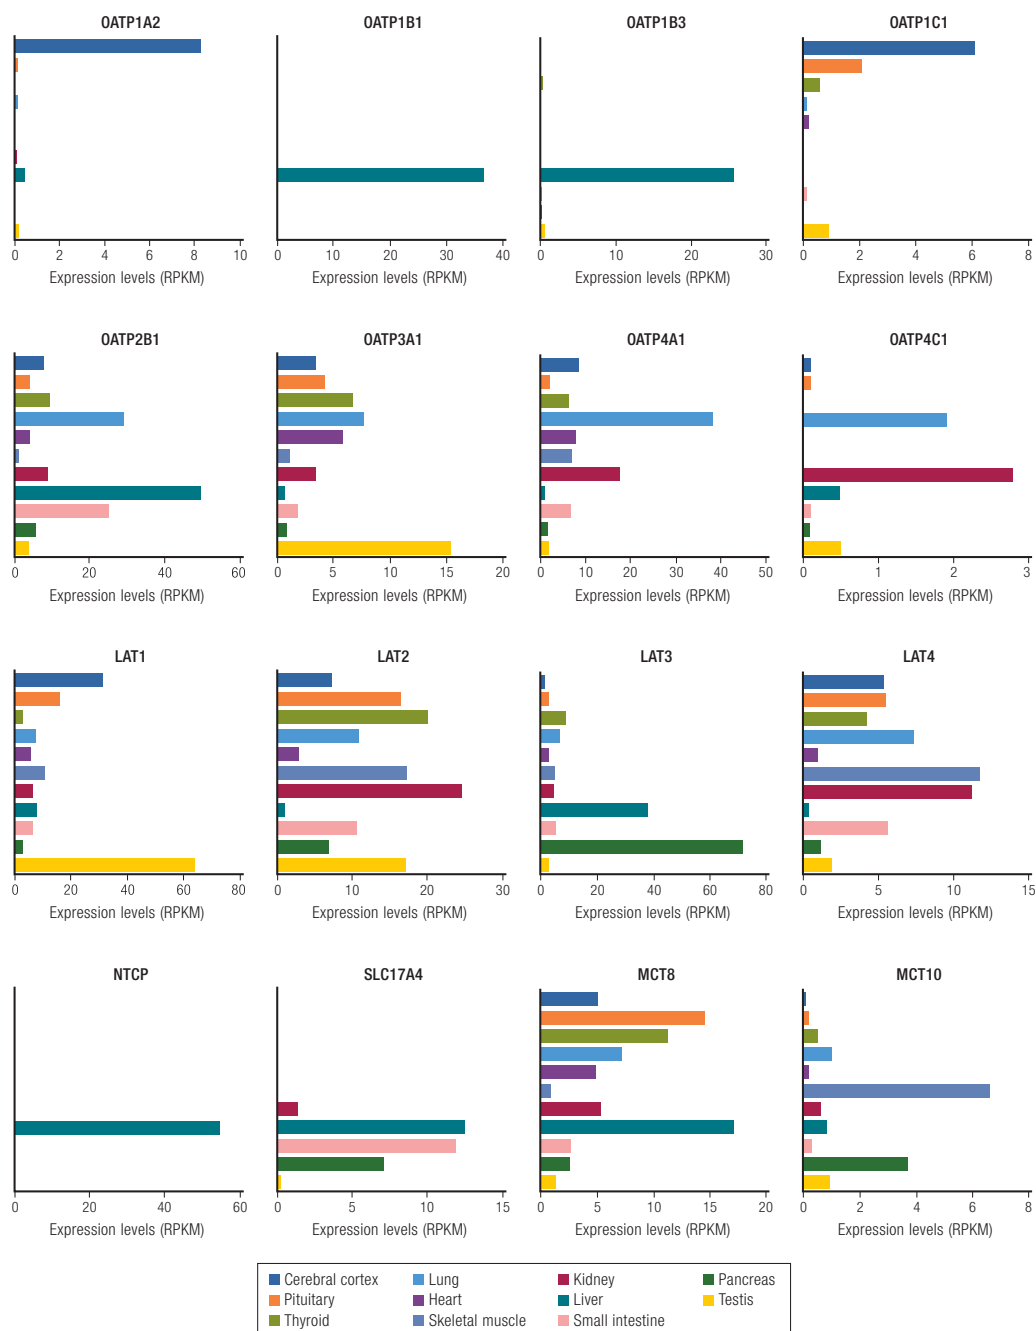 OATP1A2 OATP1B1 OATP1B3 OATP1C1
0 2 4 6 8 10 0 10 20 30 40 0 10 20 30 0 2 4 6 8
Expression levels (RPKM) Expression levels (RPKM) Expression levels (RPKM) Expression levels (RPKM)
OATP2B1 OATP3A1 OATP4A1 OATP4C1
0 20 40 60 0 5 10 15 20 0 10 20 30 40 50 0 1 2 3
Expression levels (RPKM) Expression levels (RPKM) Expression levels (RPKM) Expression levels (RPKM)
LAT1 LAT2 LAT3 LAT4
0 20 40 60 80 0 10 20 30 0 20 40 60 80 0 5 10 15
Expression levels (RPKM) Expression levels (RPKM) Expression levels (RPKM) Expression levels (RPKM)
NTCP SLC17A4 MCT8 MCT10
0 20 40 60 0 5 10 15 0 5 10 15 20 0 2 4 6 8
Expression levels (RPKM) Expression levels (RPKM) Expression levels (RPKM) Expression levels (RPKM)
Cerebral cortex Lung Kidney Pancreas
Pituitary Heart Liver Testis
Thyroid Skeletal muscle Small intestine